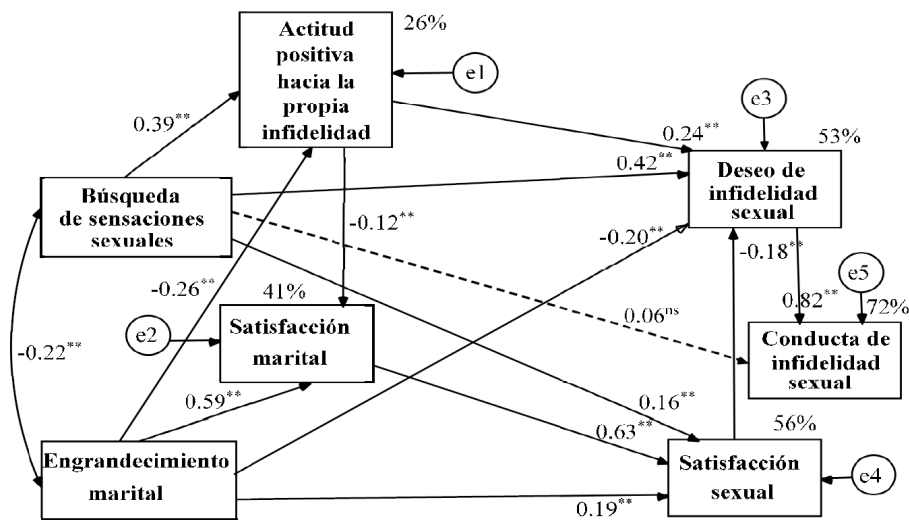 Actitud
positiva
hacia la
propia
infidelidad
26%
e1
e3
0.39**
0.24**
53%
0.42**
Deseo de
infidelidad
sexual
Búsqueda
de sensaciones
sexuales
-0.12**
-0.20**
-0.18**
e5
-0.26**
41%
0.82**
72%
e2
Satisfacción
marital
0.06ns
Conducta de
infidelidad
sexual
-0.22**
0.59**
0.16**
0.63**
56%
Engrandecimiento
marital
Satisfacción
sexual
e4
0.19**